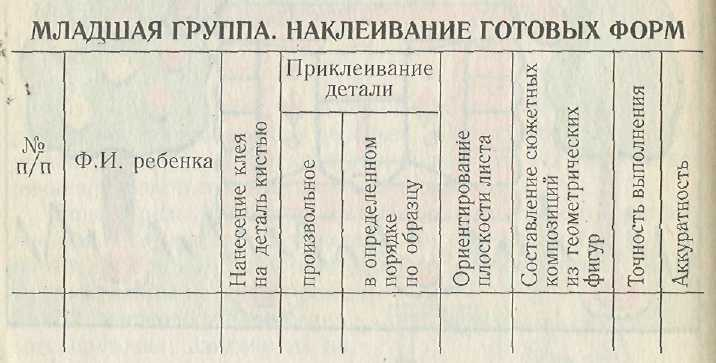 МЛАДШАЯ ГРУППА. НАКЛЕИВАНИЕ ГОТОВЫХ ФОРМ
№
п/п
Ф.И. ребенка
Нанесение клея
на деталь кистью
Приклеивание
детали
произвольное
в определенном
порядке
по образцу
Ориентирование
плоскости листа
Составление сюжетных
композиций
из геометрических
фигур
Точность выполнения
Аккуратность